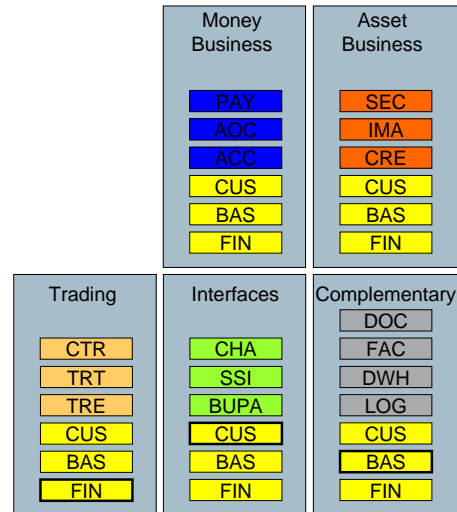 Money
Business
PAY
AOC
ACC
CUS
BAS
FIN
Asset
Business
SEC
IMA
CRE
CUS
BAS
FIN
Trading
CTR
TRT
TRE
CUS
BAS
FIN
Interfaces
CHA
SSI
BUPA
CUS
BAS
FIN
Complementary
DOC
FAC
DWH
LOG
CUS
BAS
FIN